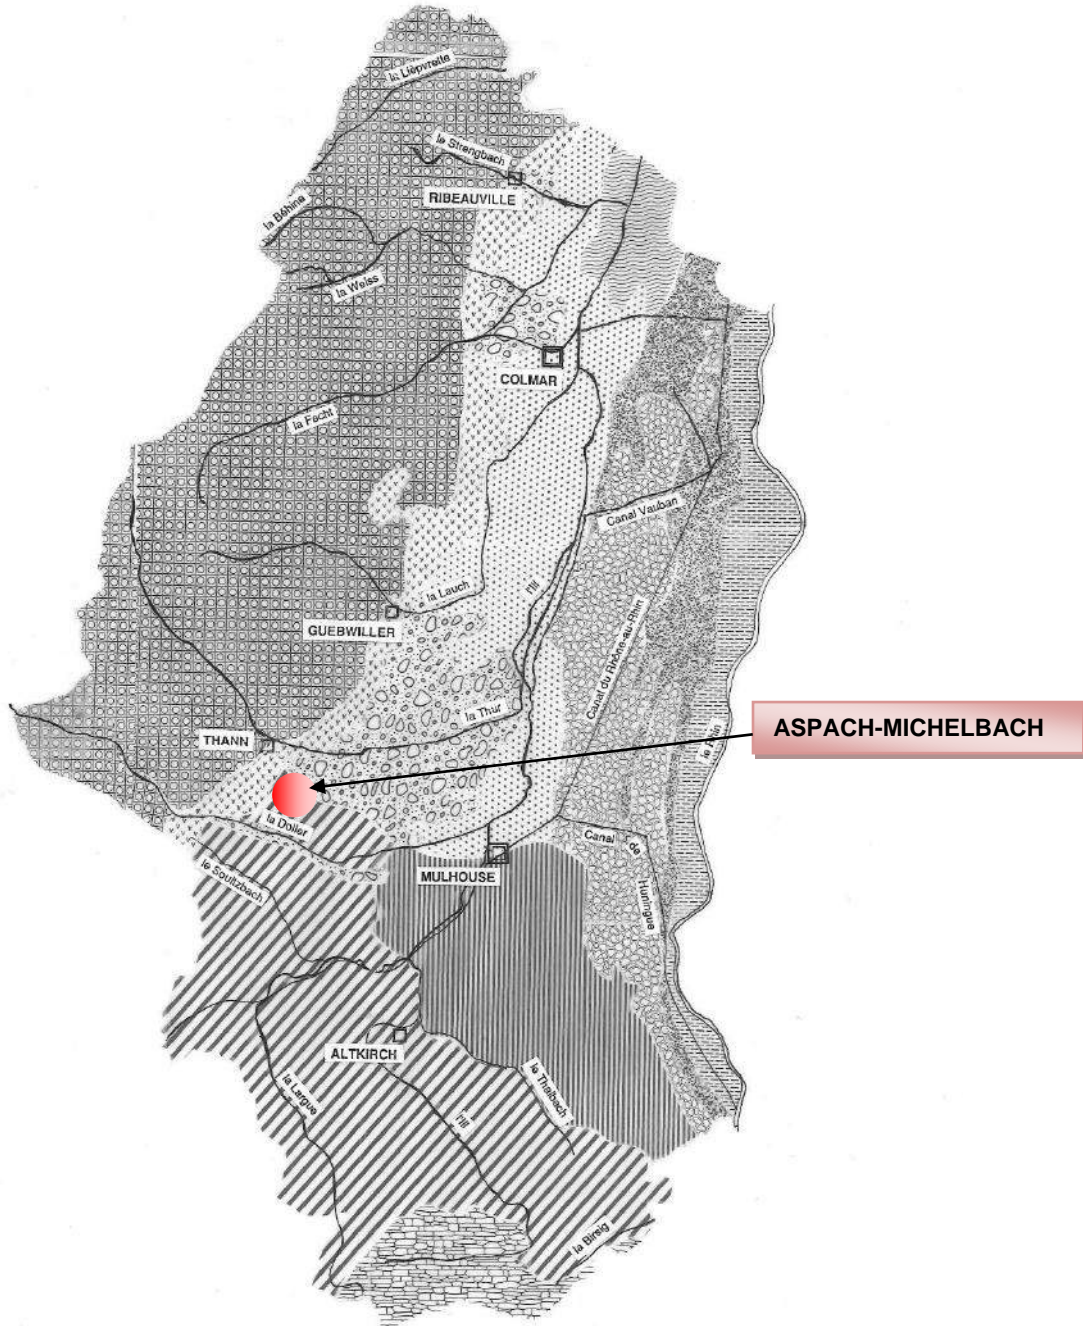 la Lièpvrette
le Strengbach
RIBEAUVILLE
la Béhine
la Weiss
COLMAR
la Fecht
Canal Vauban
la Lauch
l'Ill
GUEBWILLER
Canal du Rhône-au-Rhin
la Thur
ASPACH-MICHELBACH
THANN
le Rhin
la Doller
Canal de Huningue
MULHOUSE
le Soultzbach
ALTKIRCH
le Thalbach
la Largue
l'Ill
la Birsig